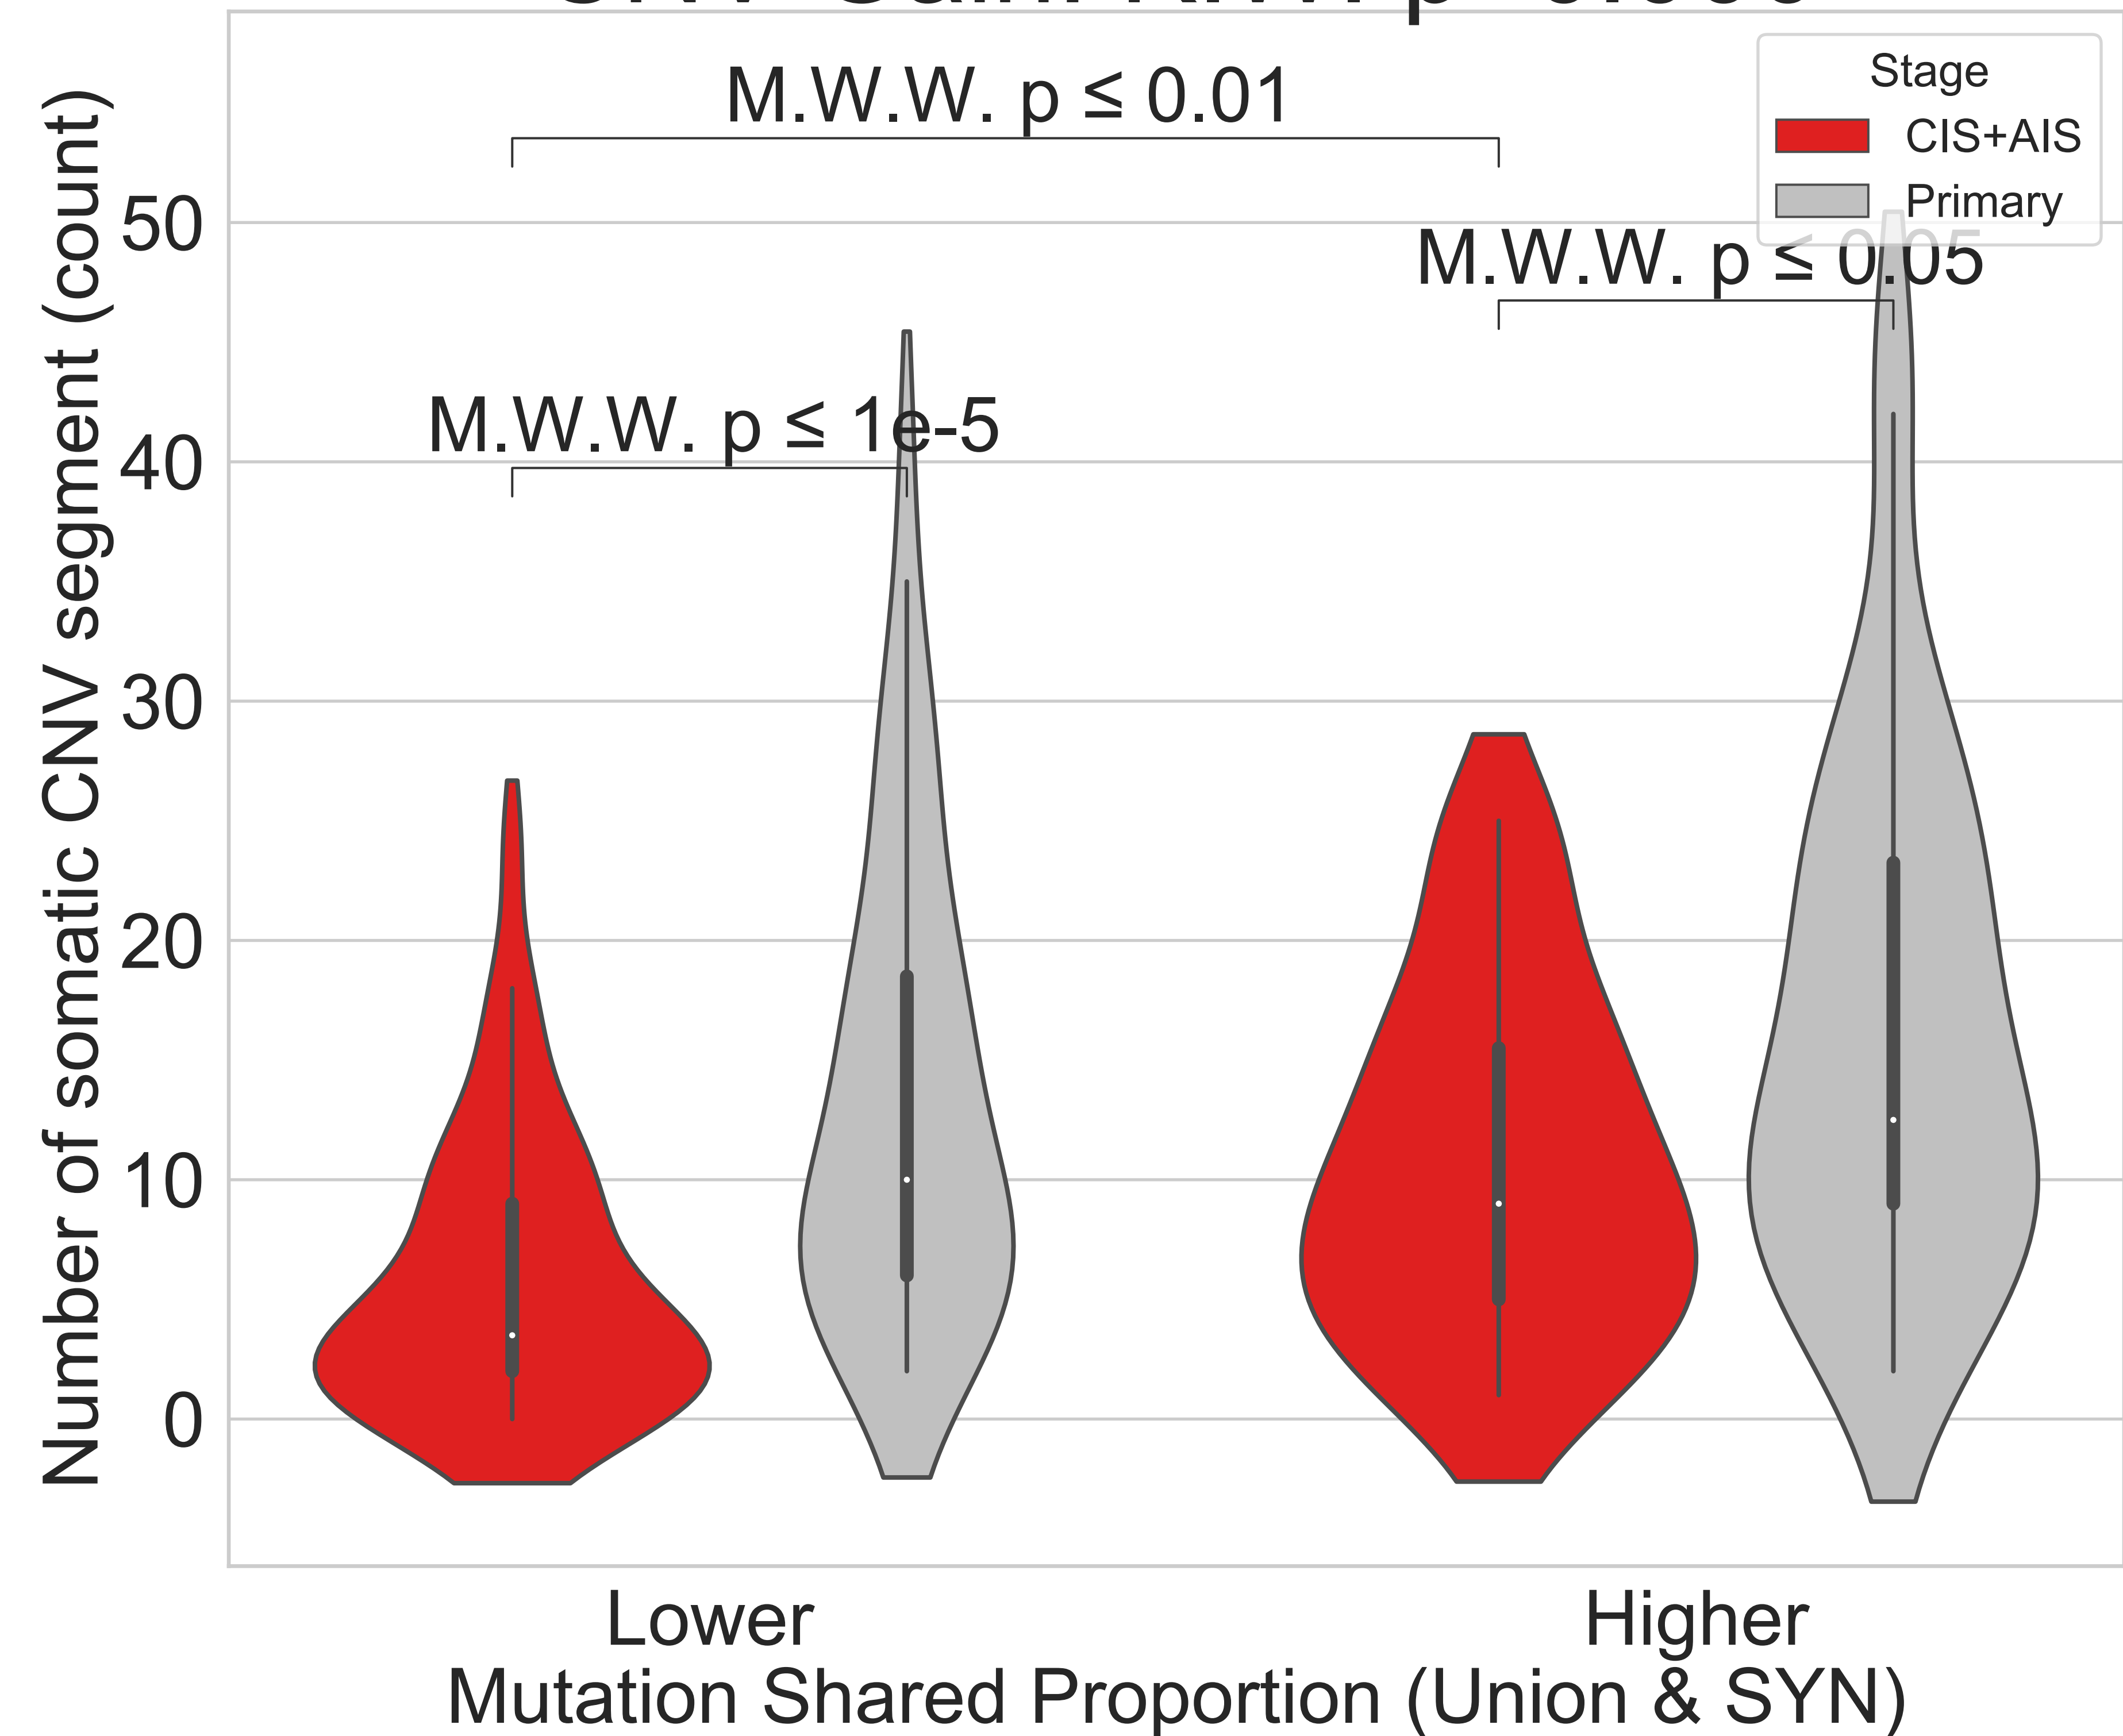 M.W.W. p ≤ 0.01
Stage
CIS+AIS
Primary
M.W.W. p ≤ 0.05
M.W.W. p ≤ 1e-5
Number of somatic CNV segment (count)
50
40
30
20
10
0
Lower
Higher
Mutation Shared Proportion (Union & SYN)